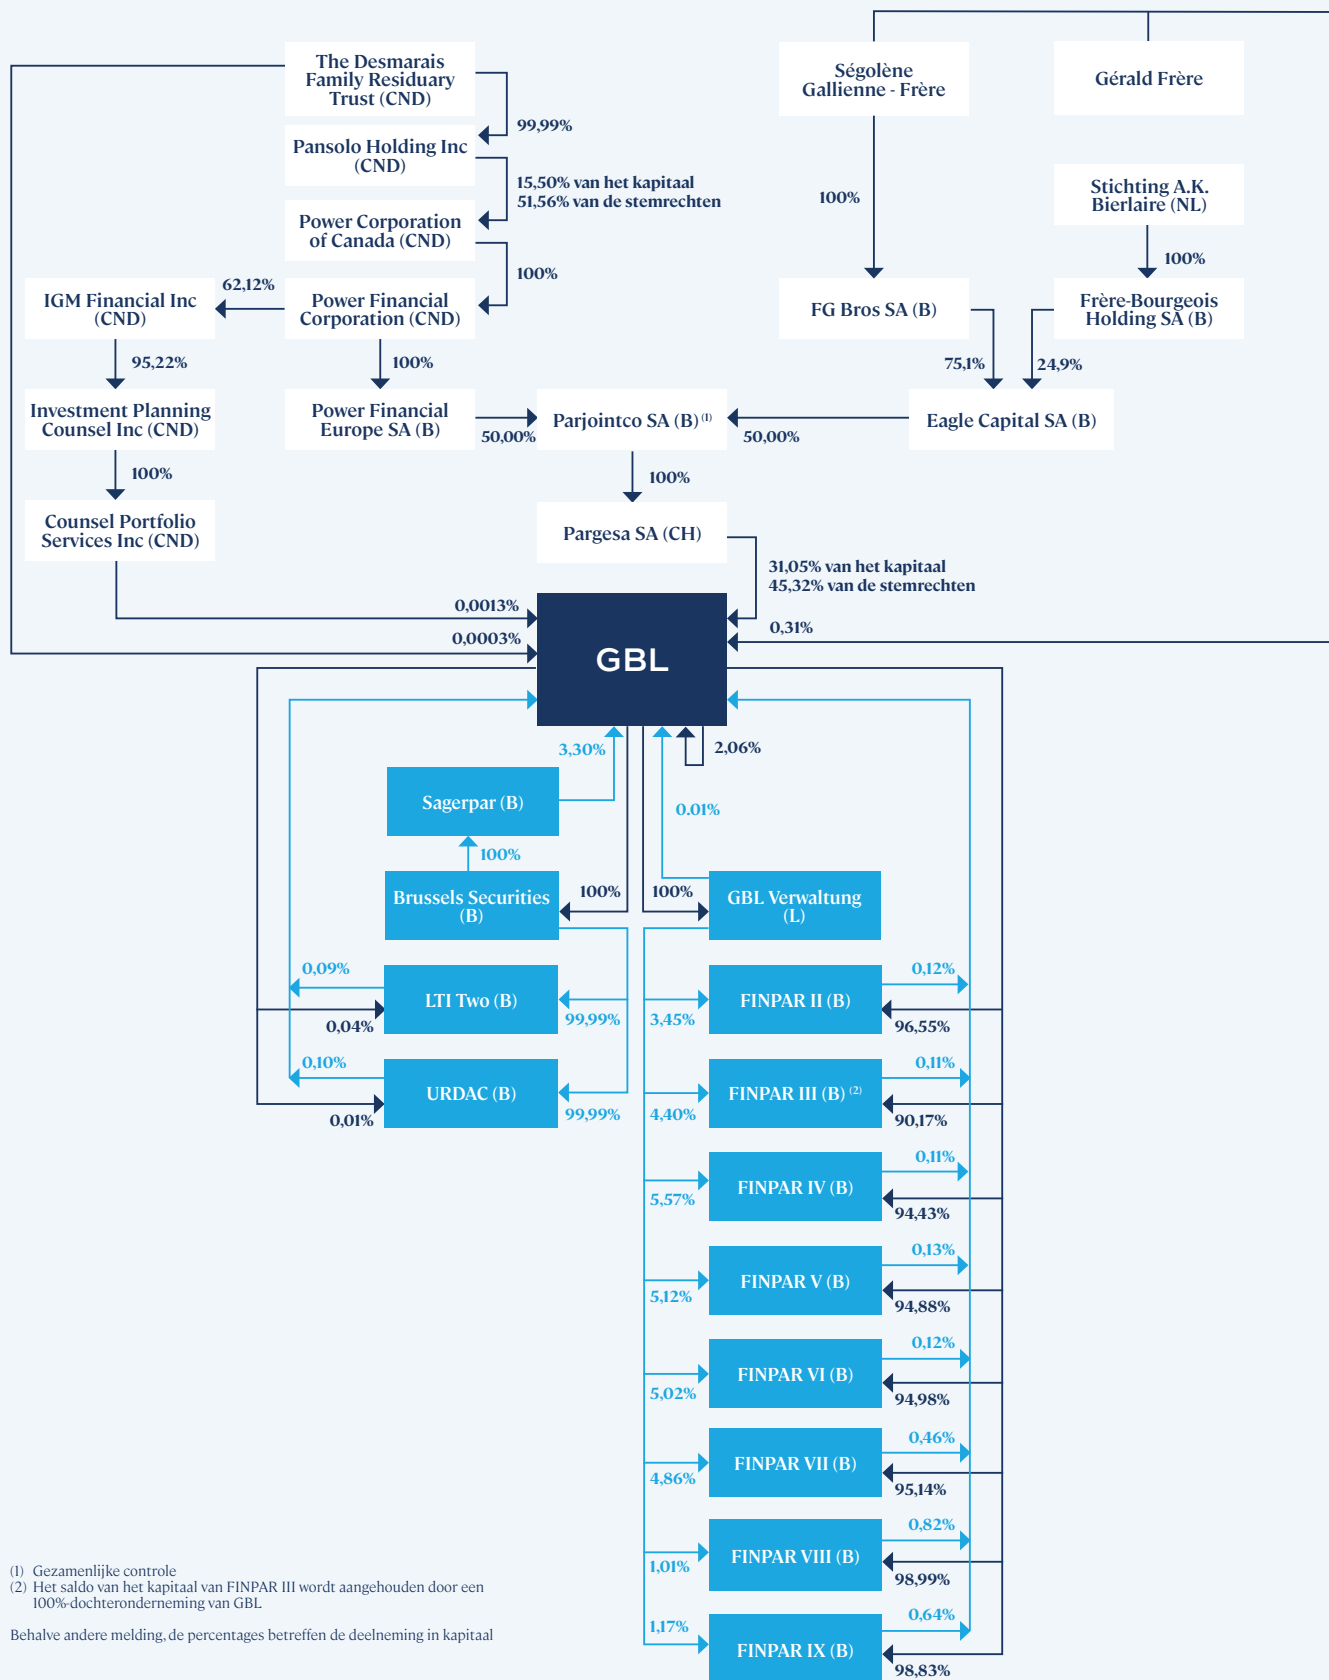 The Desmarais
Family Residuary
Trust (CND)
Ségolène
Gallienne - Frère
Gérald Frère
99,99%
Pansolo Holding Inc
(CND)
15,50% van het kapitaal
51,56% van de stemrechten
100%
Stichting A.K.
Bierlaire (NL)
Power Corporation
of Canada (CND)
100%
100%
62,12%
IGM Financial Inc
(CND)
Power Financial
Corporation (CND)
FG Bros SA (B)
Frère-Bourgeois
Holding SA (B)
95,22%
100%
75,1%
24,9%
Investment Planning
Counsel Inc (CND)
Power Financial
Europe SA (B)
50,00%
Parjointco SA (B) (1)
50,00%
Eagle Capital SA (B)
100%
100%
Counsel Portfolio
Services Inc (CND)
Pargesa SA (CH)
31,05% van het kapitaal
45,32% van de stemrechten
0,0013%
0,0003%
0,31%
GBL
3,30%
2,06%
Sagerpar (B)
0.01%
100%
Brussels Securities
(B)
100%
100%
GBL Verwaltung
(L)
0,09%
LTI Two (B)
0,04%
99,99%
0,12%
FINPAR II (B)
3,45%
96,55%
0,10%
URDAC (B)
0,01%
99,99%
0,11%
FINPAR III (B) (2)
4,40%
90,17%
0,11%
FINPAR IV (B)
5,57%
94,43%
0,13%
FINPAR V (B)
5,12%
94,88%
0,12%
FINPAR VI (B)
5,02%
94,98%
0,46%
FINPAR VII (B)
4,86%
95,14%
0,82%
FINPAR VIII (B)
1,01%
98,99%
0,64%
FINPAR IX (B)
1,17%
98,83%
(1) Gezamenlijke controle
(2) Het saldo van het kapitaal van FINPAR III wordt aangehouden door een
100%-dochteronderneming van GBL
Behalve andere melding, de percentages betreffen de deelneming in kapitaal